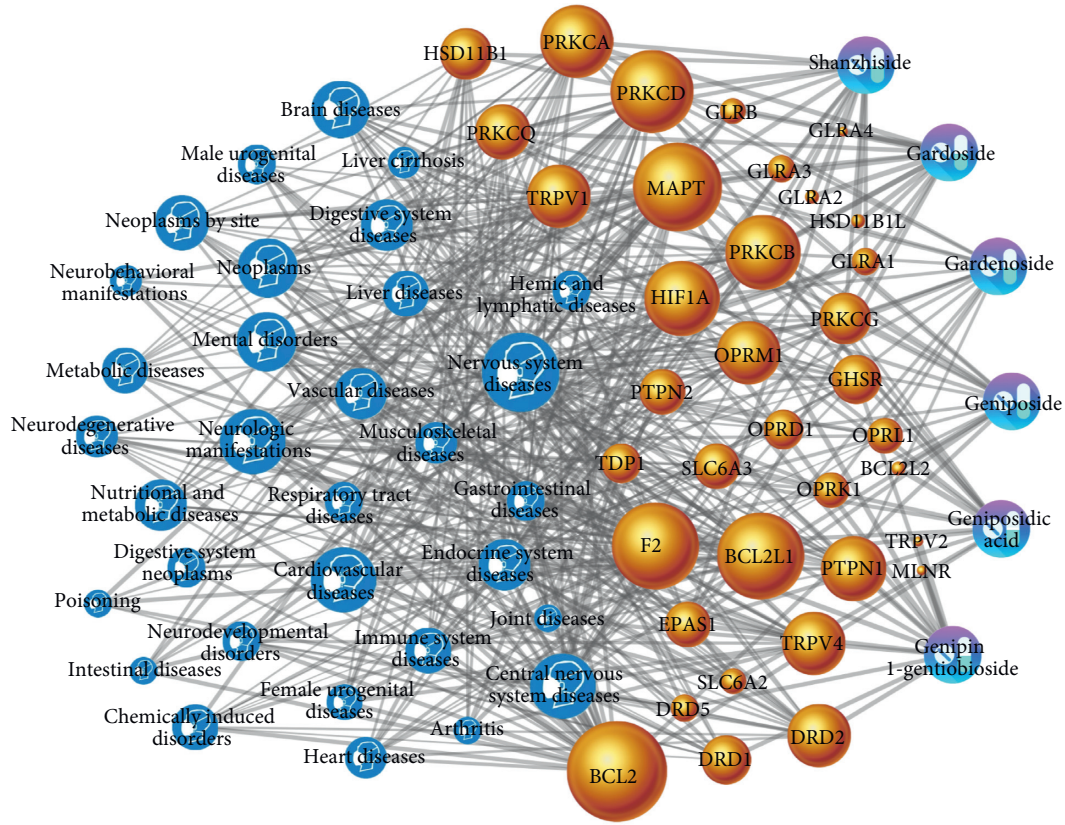 HSD11B1
PRKCA
Shanzhiside
PRKCD
Brain diseases
GLRB
PRKCQ
GLRA4
Male urogenital
diseases
Liver cirrhosis
Gardoside
GLRA3
MAPT
TRPV1
GLRA2
Neoplasms by site
Digestive system
diseases
HSD11B1L
PRKCB
Neurobehavioral
manifestations
Neoplasms
GLRA1
Gardenoside
Liver diseases
Hemic and
lymphatic diseases
HIF1A
PRKCG
Mental disorders
Metabolic diseases
Nervous system
diseases
OPRM1
Vascular diseases
PTPN2
GHSR
Geniposide
Neurodegenerative
diseases
Neurologic
manifestations
Musculoskeletal
diseases
OPRD1
OPRL1
TDP1
SLC6A3
BCL2L2
Nutritional and
metabolic diseases
Respiratory tract
diseases
Gastrointestinal
diseases
OPRK1
Geniposidic
acid
F2
BCL2L1
TRPV2
Digestive system
neoplasms
Cardiovascular
diseases
Endocrine system
diseases
PTPN1
MLNR
Poisoning
Joint diseases
EPAS1
Neurodevelopmental
disorders
Immune system
diseases
TRPV4
Genipin
1-gentiobioside
Intestinal diseases
Central nervous
system diseases
SLC6A2
Female urogenital
diseases
DRD5
Chemically induced
disorders
Arthritis
DRD2
Heart diseases
DRD1
BCL2